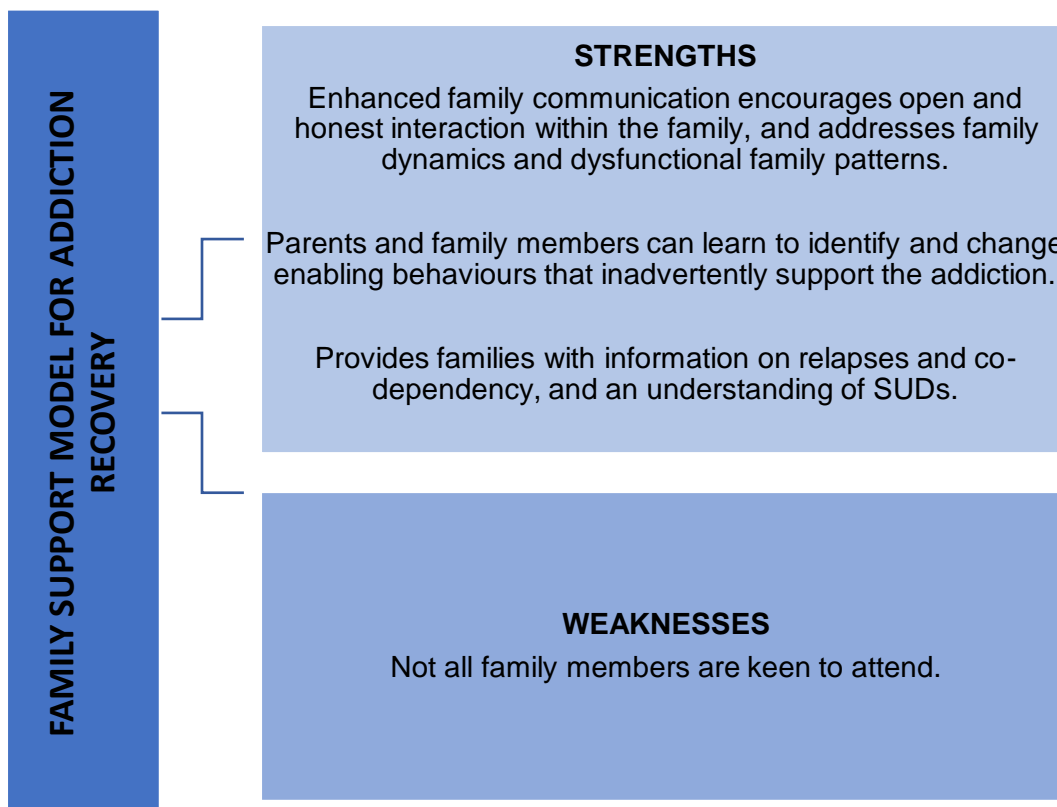 FAMILY SUPPORT MODEL FOR ADDICTION
RECOVERY
STRENGTHS
Enhanced family communication encourages open and
honest interaction within the family, and addresses family
dynamics and dysfunctional family patterns.
Parents and family members can learn to identify and change
enabling behaviours that inadvertently support the addiction.
Provides families with information on relapses and co-
dependency, and an understanding of SUDs.
WEAKNESSES
Not all family members are keen to attend.